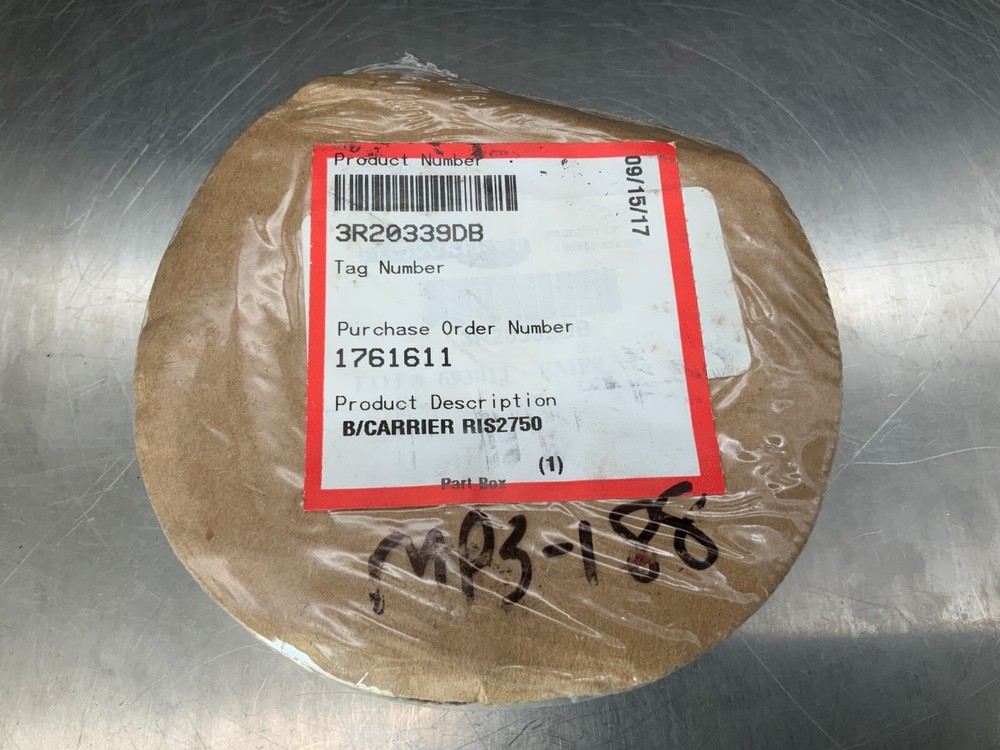 Product Number
09/15/17
3R20339DB
Tag Number
Purchase Order Number
1761611
Product Description
B/CARRIER RIS2750
(1)
Part Box
MP3-188